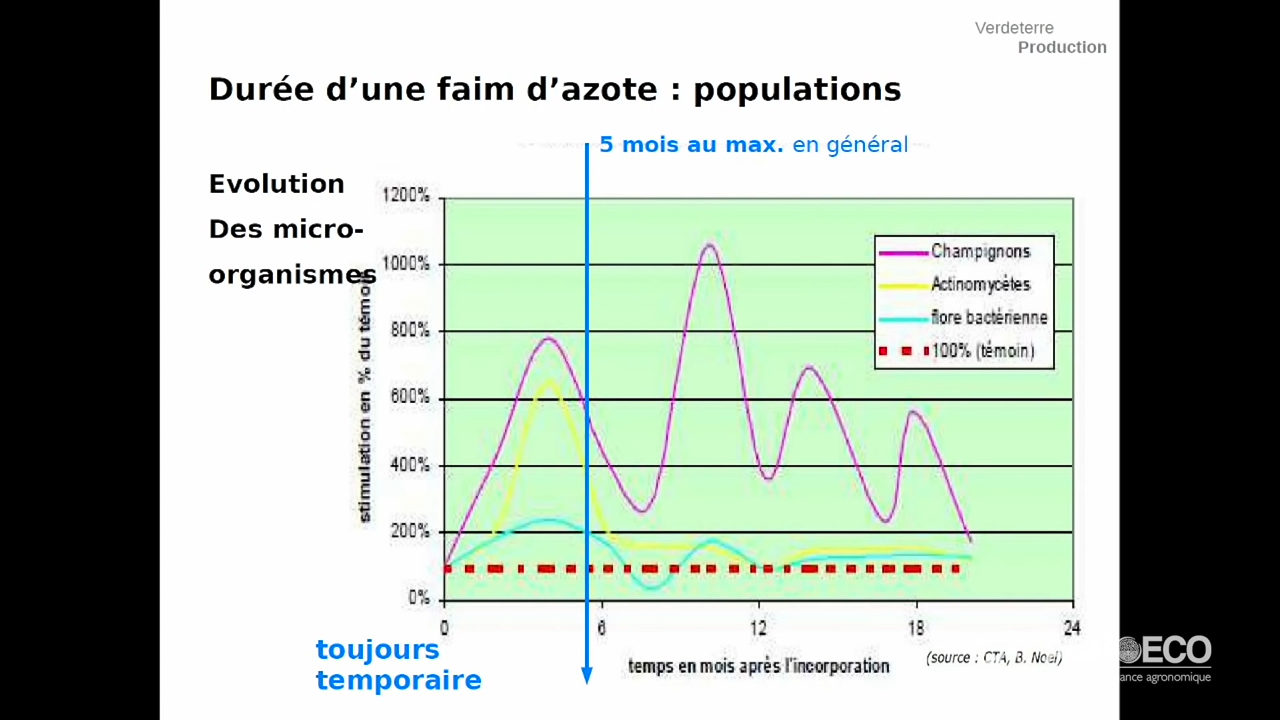 Verdeterre
Production
Durée d’une faim d’azote : populations
5 mois au max. en général
Evolution
Des micro-
organismes
stimulation en % du témoin
1200%
1000%
800%
600%
400%
200%
0%
Champignons
Actinomycètes
flore bactérienne
100% (témoin)
0
6
12
18
24
temps en mois après l'incorporation
(source : CTA, B. Noel)
toujours
temporaire
ECO
ance agronomique